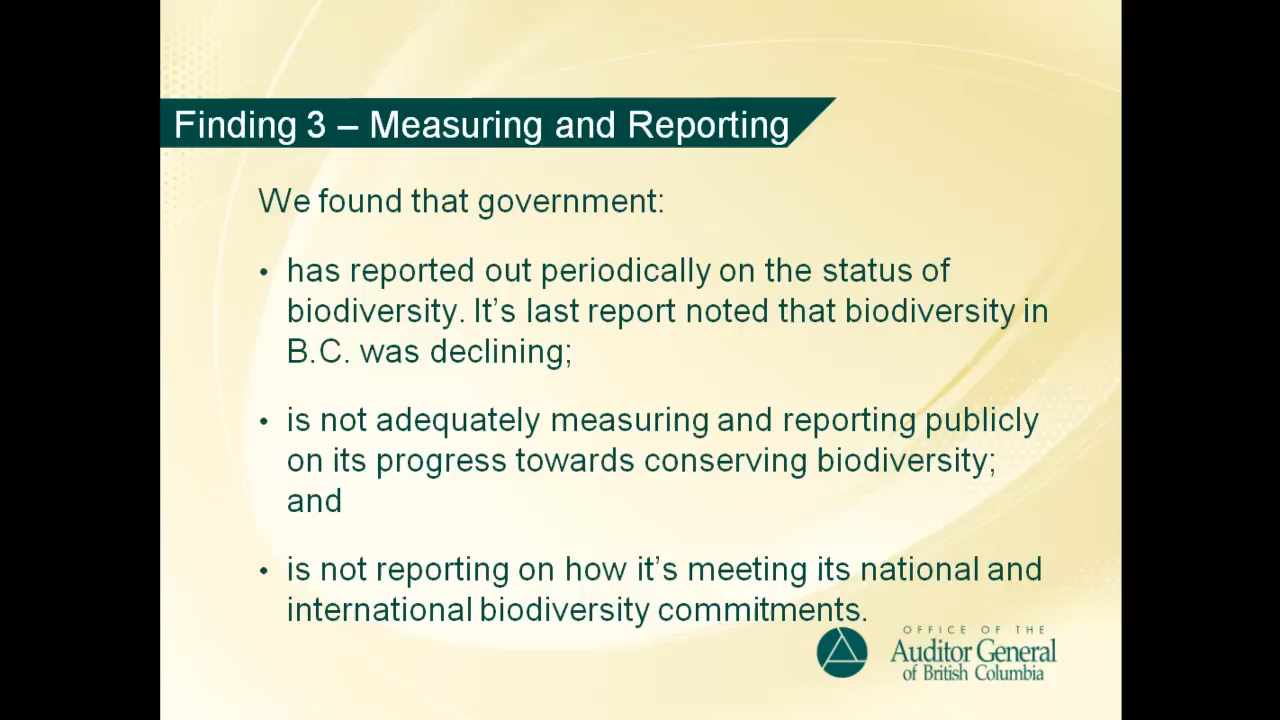 Finding 3 – Measuring and Reporting
We found that government:
• has reported out periodically on the status of
biodiversity. It’s last report noted that biodiversity in
B.C. was declining;
• is not adequately measuring and reporting publicly
on its progress towards conserving biodiversity;
and
• is not reporting on how it’s meeting its national and
international biodiversity commitments.
OFFICE OF THE
Auditor General
of British Columbia